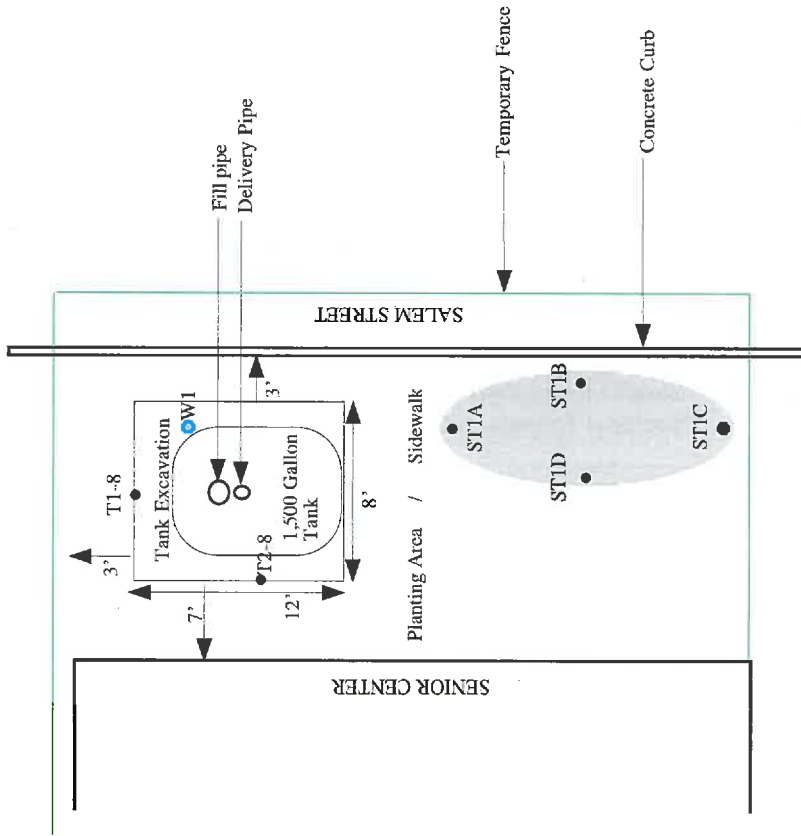 Fill pipe
Delivery Pipe
Temporary Fence
Concrete Curb
SALEM STREET
3'
W1
Tank Excavation
T1-8
1,500 Gallon
Tank
8'
T2-8
3'
12'
7'
Planting Area / Sidewalk
ST1A
ST1B
ST1C
ST1D
SENIOR CENTER